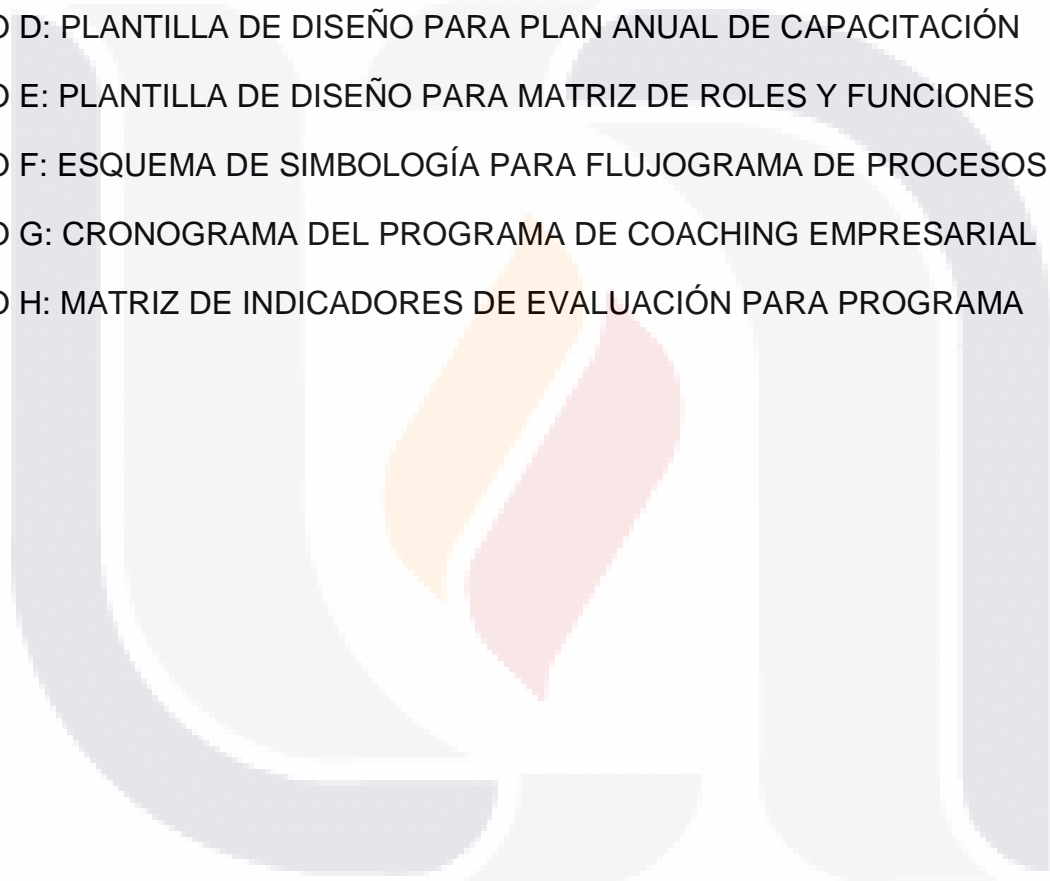 O D: PLANTILLA DE DISEÑO PARA PLAN ANUAL DE CAPACITACIÓN
O E: PLANTILLA DE DISEÑO PARA MATRIZ DE ROLES Y FUNCIONES
O F: ESQUEMA DE SIMBOLOGÍA PARA FLUJOGRAMA DE PROCESOS
O G: CRONOGRAMA DEL PROGRAMA DE COACHING EMPRESARIAL
O H: MATRIZ DE INDICADORES DE EVALUACIÓN PARA PROGRAMA